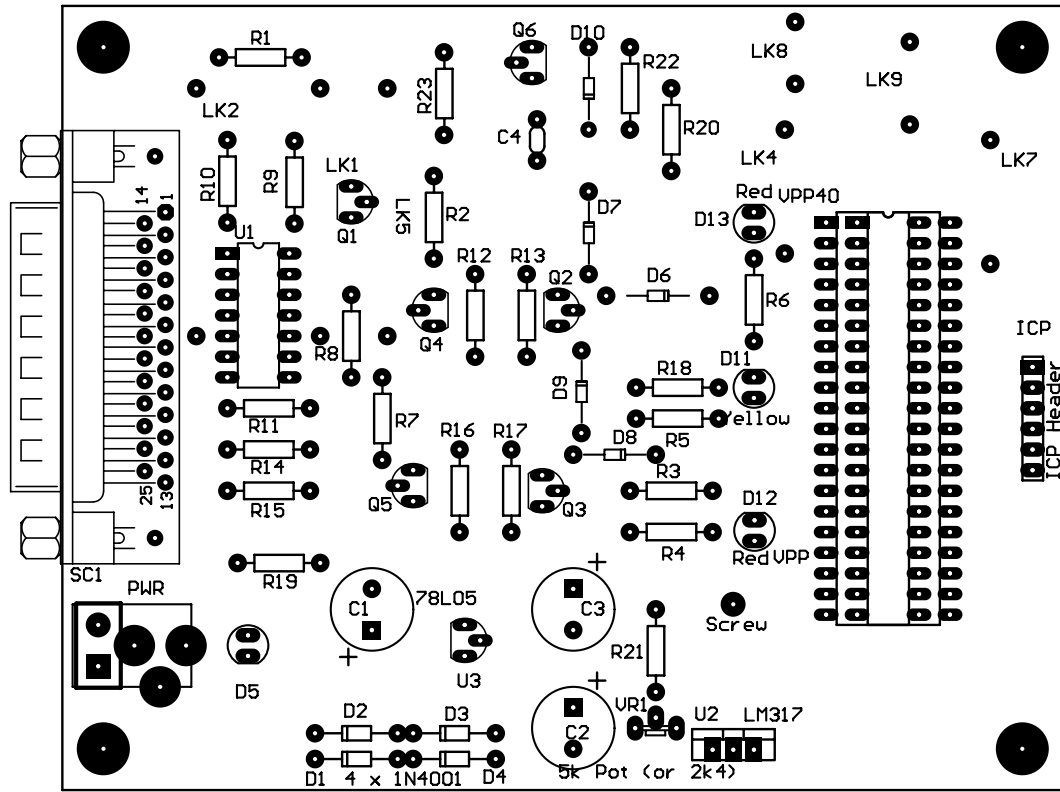 R1
Q6
D10
LK8
R22
LK9
R23
LK2
C4
R20
LK4
LK7
LK1
R10
R9
14
1
Red
VPP40
LK5
R2
D7
D13
Q1
U1
R12
R13
Q2
D6
R6
ICP
Q4
R8
D11
R18
D9
ICP Header
R7
Yellow
R11
R16
R17
D8
R5
R14
R3
25
13
Q5
Q3
D12
R15
R4
Red
VPP
R19
SC1
PWR
C1
78L05
C3
Screw
R21
D5
U3
VR1
U2
LM317
D2
D3
C2
D1
4 x 1N4001
D4
5k Pot (or 2k4)